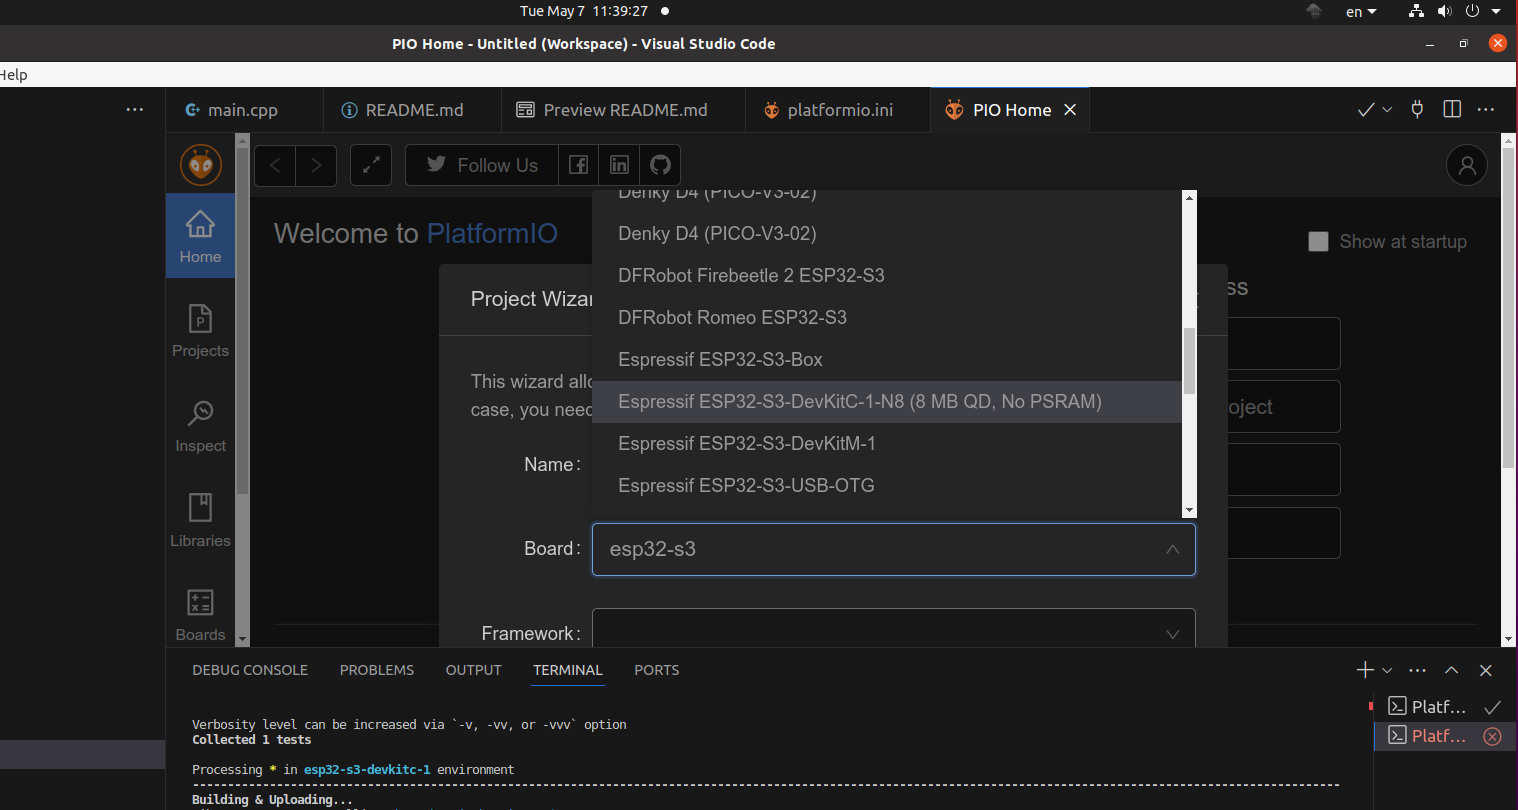 Tue May 7 11:39:27
en
PIO Home - Untitled (Workspace) - Visual Studio Code
Help
main.cpp
README.md
Preview README.md
platformio.ini
PIO Home
Follow Us
Welcome to PlatformIO
Show at startup
Home
Projects
Inspect
Libraries
Boards
Project Wizar
ss
This wizard allo
case, you need
oject
Denky D4 (PICO-V3-02)
Denky D4 (PICO-V3-02)
DFRobot Firebeetle 2 ESP32-S3
DFRobot Romeo ESP32-S3
Espressif ESP32-S3-Box
Espressif ESP32-S3-DevKitC-1-N8 (8 MB QD, No PSRAM)
Espressif ESP32-S3-DevKitM-1
Espressif ESP32-S3-USB-OTG
Name:
Board: esp32-s3
Framework:
DEBUG CONSOLE
PROBLEMS
OUTPUT
TERMINAL
PORTS
Platf...
Platf...
Verbosity level can be increased via `-v, -vv, or -vvv` option
Collected 1 tests
Processing * in esp32-s3-devkitc-1 environment
--------------------------------------------------------------------------------
Building & Uploading...